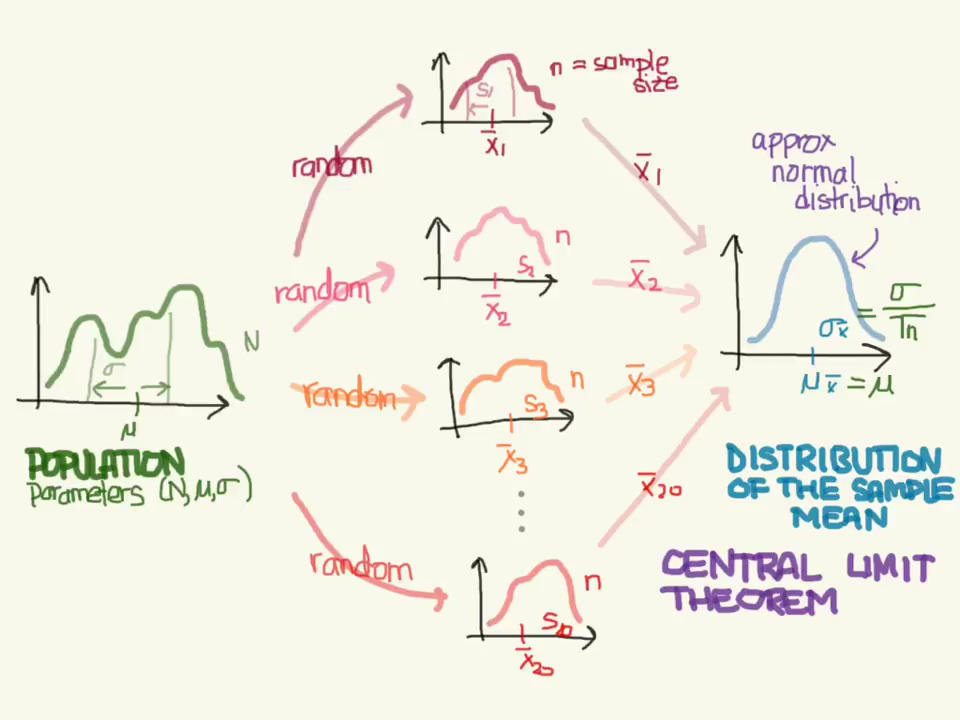 n = sample
size
S₁
x̄₁
random
x̄₁
approx
normal
distribution
n
S₂
x̄₂
random
x̄₂
σx̄ = σ/√n
μx̄ = μ
N
σ
μ
POPULATION
parameters (N, μ, σ)
n
S₃
x̄₃
random
x̄₃
DISTRIBUTION
OF THE SAMPLE
MEAN
x̄₂₀
random
n
S₂₀
x̄₂₀
CENTRAL LIMIT
THEOREM